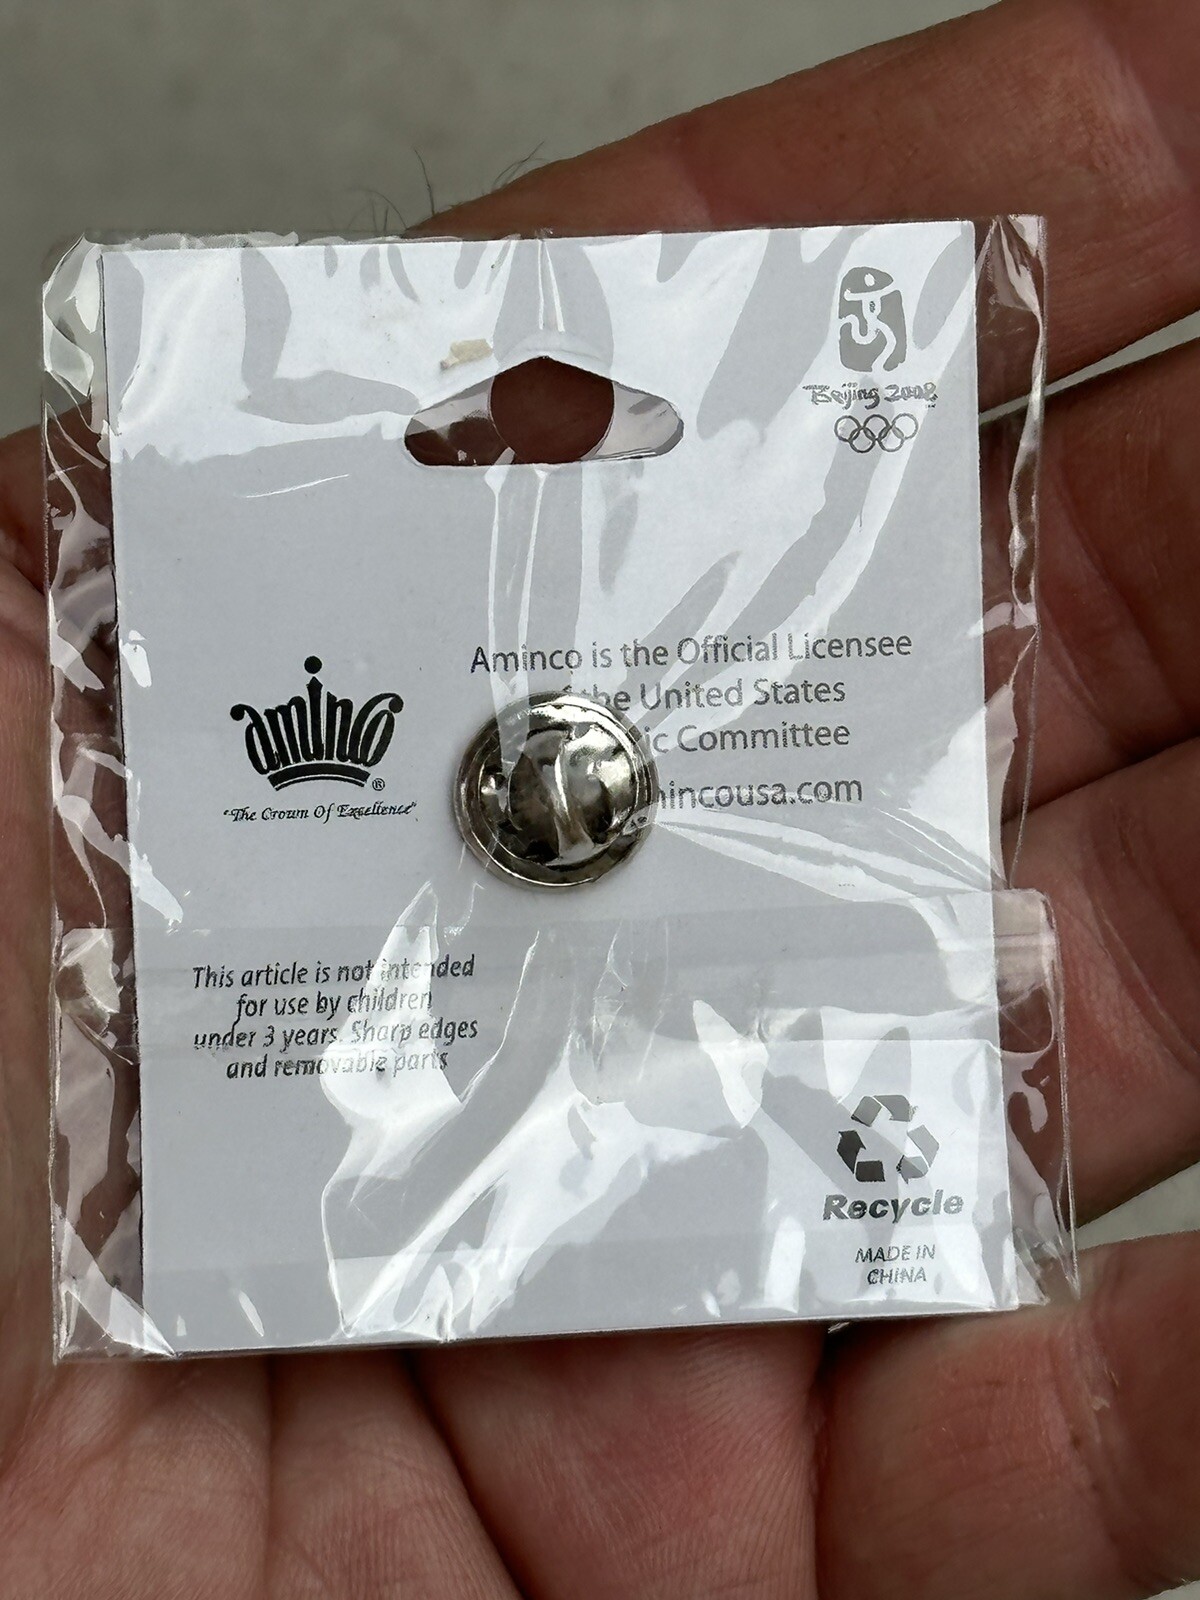 Beijing 2008
Aminco is the Official Licensee
the United States
Committee
aminco®
"The Crown Of Excellence"
This article is not intended
for use by children
under 3 years. Sharp edges
and removable parts
Recycle
MADE IN
CHINA